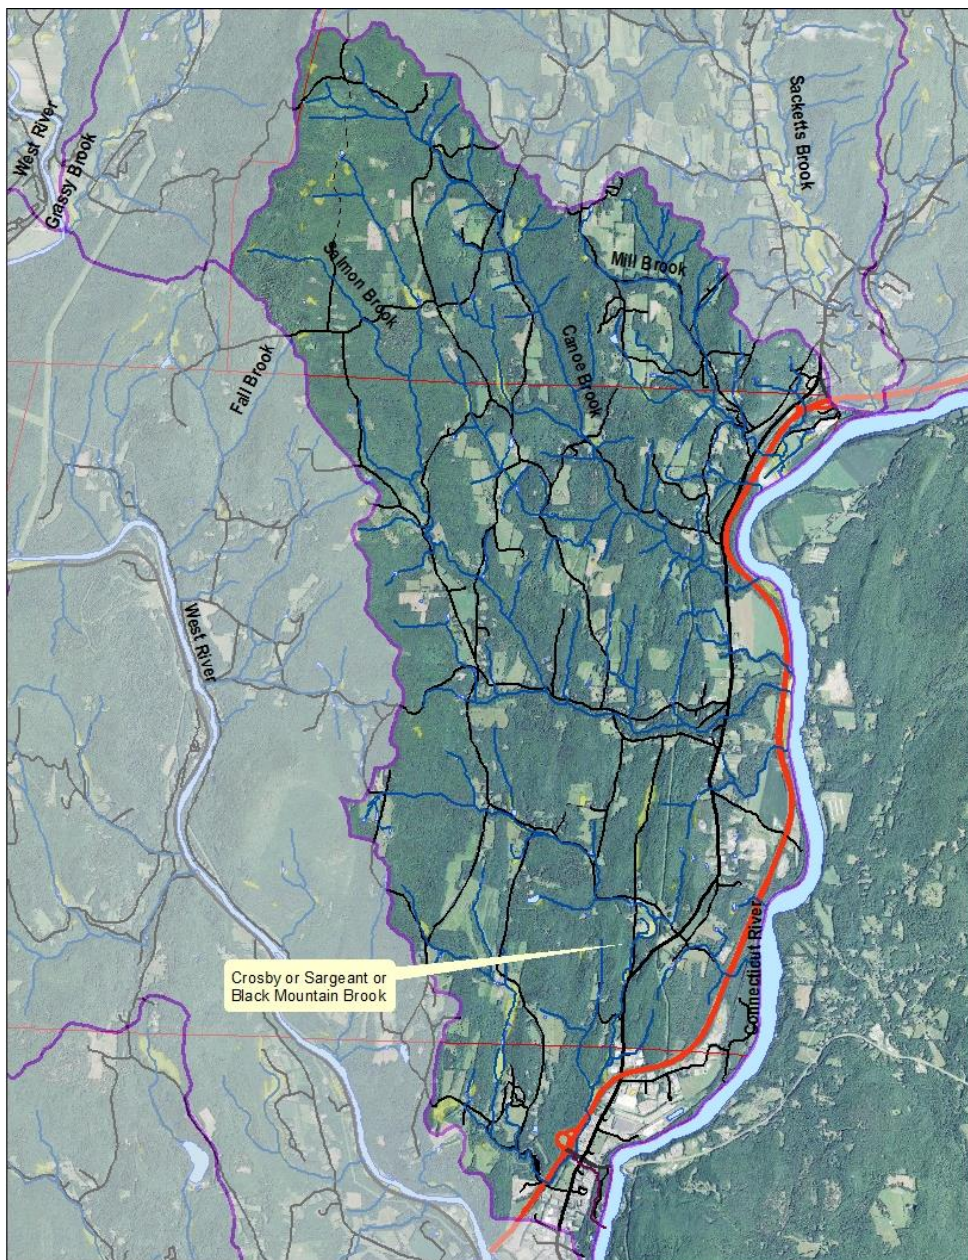 West River
Grassy Brook
Sacketts Brook
Salmon Brook
Mill Brook
Fall Brook
Canoe Brook
West River
Crosby or Sargeant or
Black Mountain Brook
Connecticut River